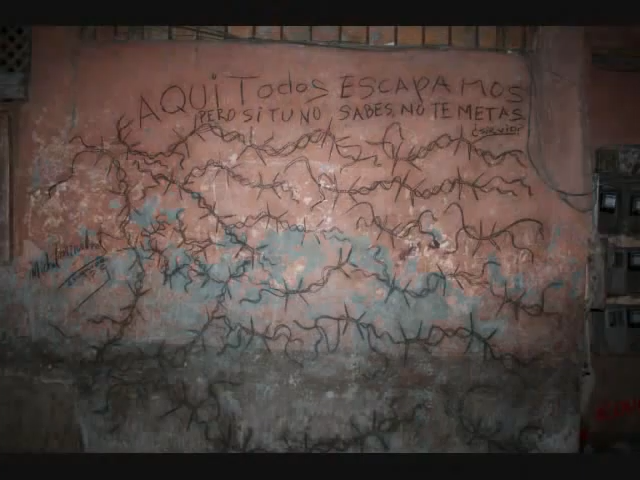 AQUI Todos ESCAPAMOS
PERO SI TU NO SABES, NO TE METAS